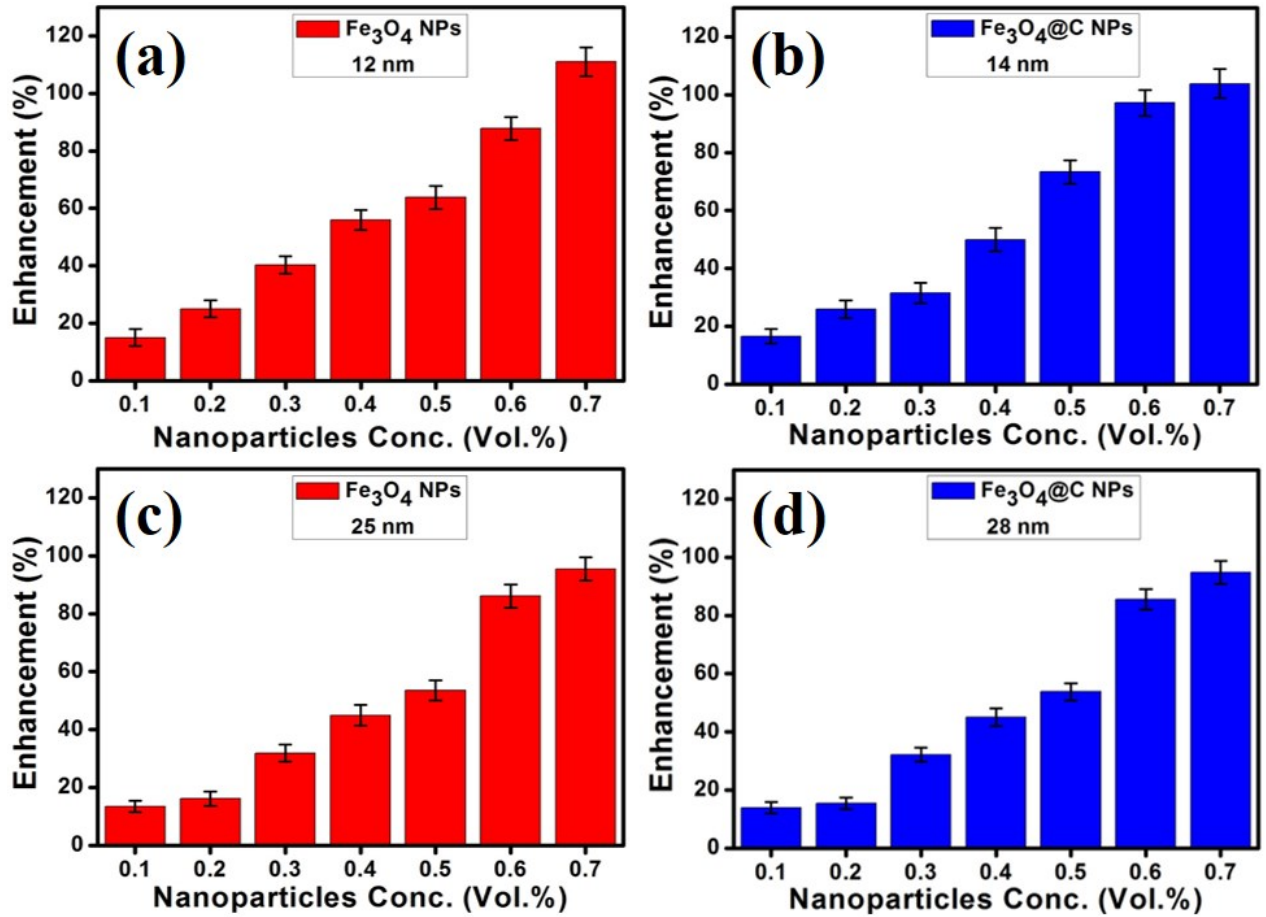 (a)
Fe3O4 NPs
12 nm
Enhancement (%)
120
100
80
60
40
20
0
0.1 0.2 0.3 0.4 0.5 0.6 0.7
Nanoparticles Conc. (Vol.%)
(b)
Fe3O4@C NPs
14 nm
Enhancement (%)
120
100
80
60
40
20
0
0.1 0.2 0.3 0.4 0.5 0.6 0.7
Nanoparticles Conc. (Vol.%)
(c)
Fe3O4 NPs
25 nm
Enhancement (%)
120
100
80
60
40
20
0
0.1 0.2 0.3 0.4 0.5 0.6 0.7
Nanoparticles Conc. (Vol.%)
(d)
Fe3O4@C NPs
28 nm
Enhancement (%)
120
100
80
60
40
20
0
0.1 0.2 0.3 0.4 0.5 0.6 0.7
Nanoparticles Conc. (Vol.%)